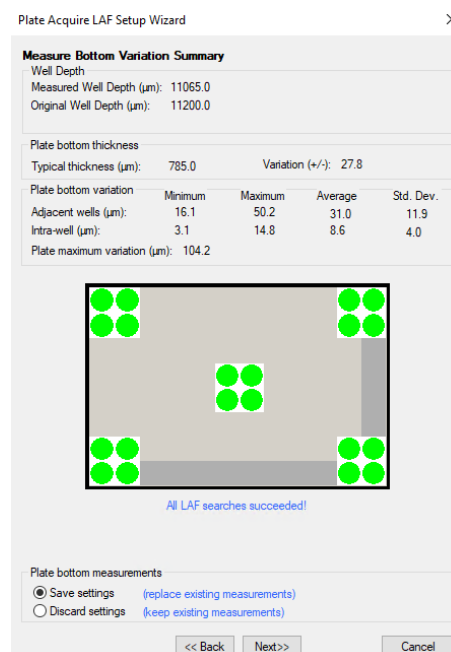 Plate Acquire LAF Setup Wizard
Measure Bottom Variation Summary
Well Depth
Measured Well Depth (µm): 11065.0
Original Well Depth (µm): 11200.0
Plate bottom thickness
Typical thickness (µm): 785.0 Variation (+/-): 27.8
Plate bottom variation Minimum Maximum Average Std. Dev.
Adjacent wells (µm): 16.1 50.2 31.0 11.9
Intra-well (µm): 3.1 14.8 8.6 4.0
Plate maximum variation (µm): 104.2
All LAF searches succeeded!
Plate bottom measurements
Save settings (replace existing measurements)
Discard settings (keep existing measurements)
<< Back Next>> Cancel